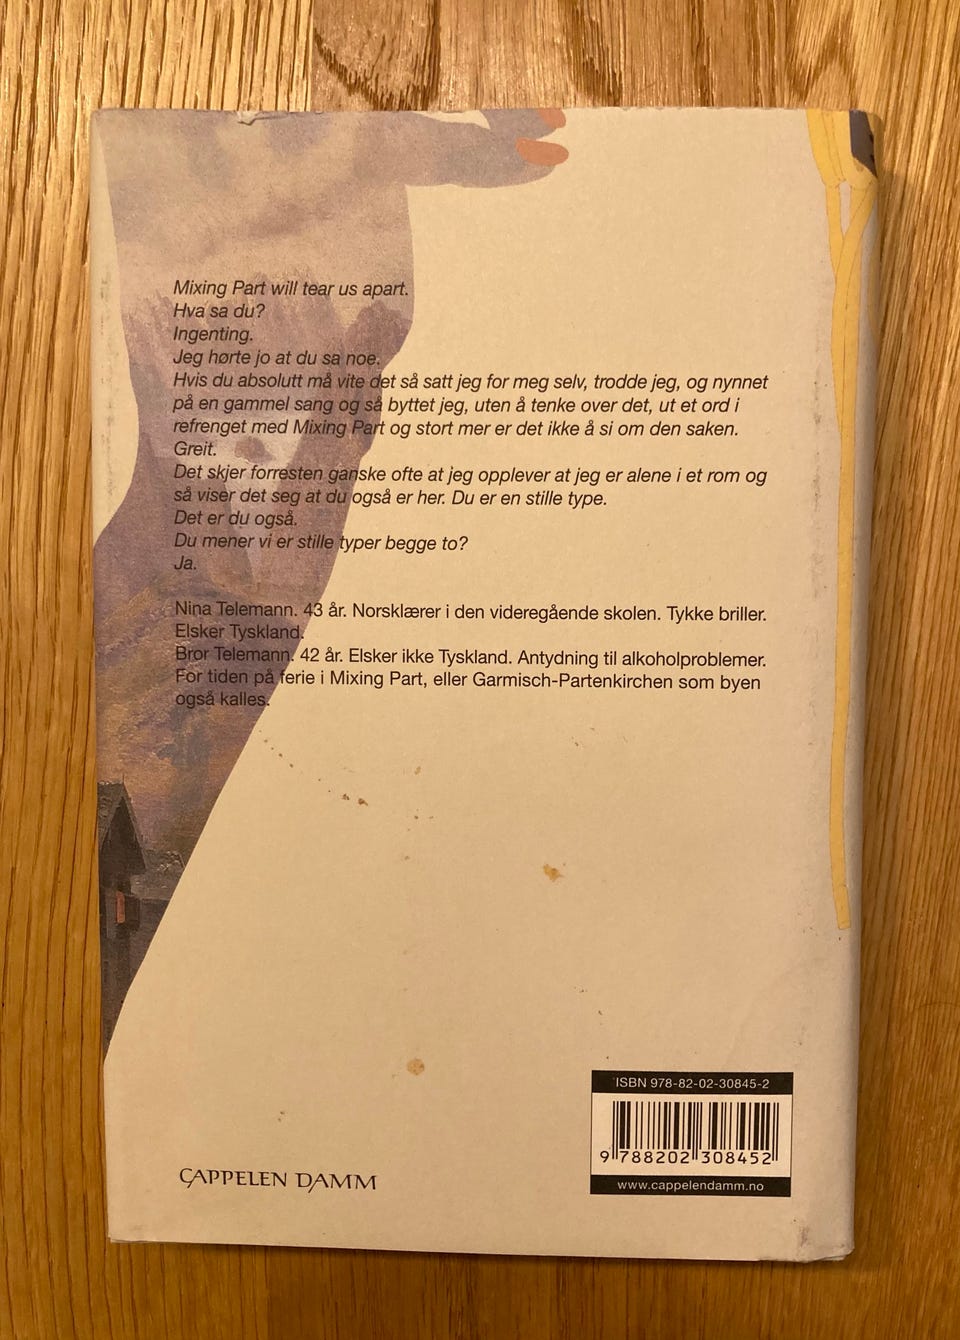 Mixing Part will tear us apart.
Hva sa du?
Ingenting.
Jeg hørte jo at du sa noe.
Hvis du absolutt må vite det så satt jeg for meg selv, trodde jeg, og nynnet
på en gammel sang og så byttet jeg, uten å tenke over det, ut et ord i
refrenget med Mixing Part og stort mer er det ikke å si om den saken.
Greit.
Det skjer forresten ganske ofte at jeg opplever at jeg er alene i et rom og
så viser det seg at du også er her. Du er en stille type.
Det er du også.
Du mener vi er stille typer begge to?
Ja.
Nina Telemann. 43 år. Norsklærer i den videregående skolen. Tykke briller.
Elsker Tyskland.
Bror Telemann. 42 år. Elsker ikke Tyskland. Antydning til alkoholproblemer.
For tiden på ferie i Mixing Part, eller Garmisch-Partenkirchen som byen
også kalles.
ISBN 978-82-02-30845-2
9 788202 308452
www.cappelendamm.no
CAPPELEN DAMM